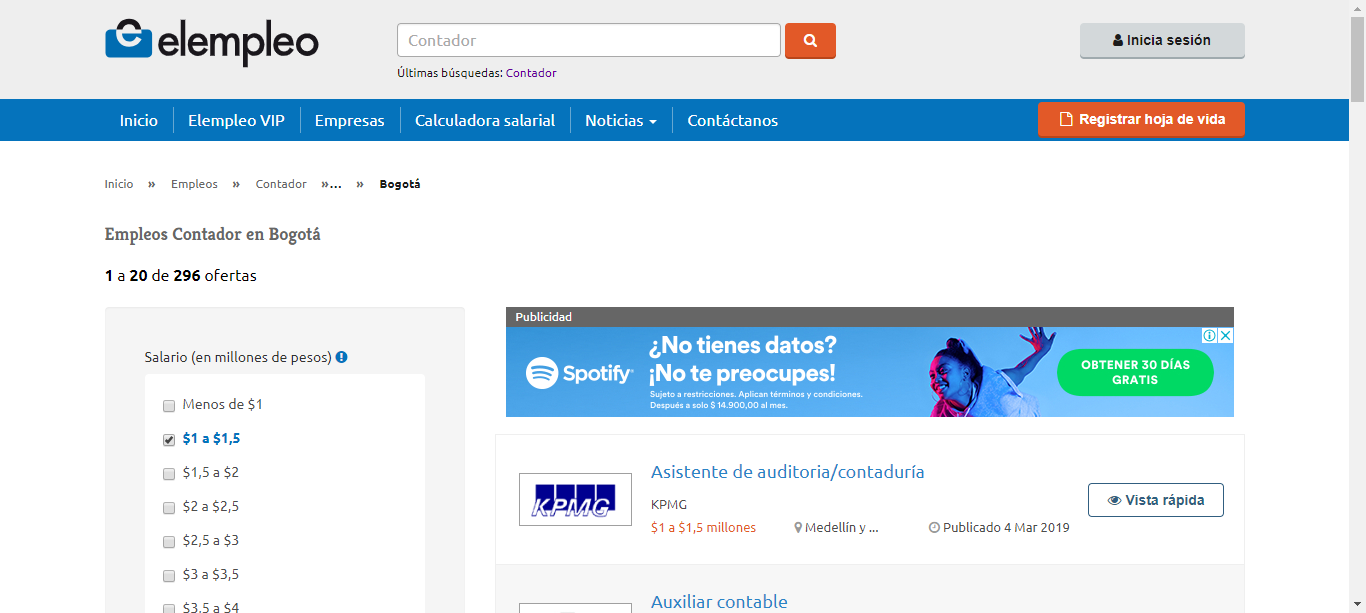 elempleo
Contador
Inicia sesión
Últimas búsquedas: Contador
Inicio Elempleo VIP Empresas Calculadora salarial Noticias Contáctanos Registrar hoja de vida
Inicio » Empleos » Contador »... » Bogotá
Empleos Contador en Bogotá
1 a 20 de 296 ofertas
Salario (en millones de pesos)
Menos de $1
$1 a $1,5
$1,5 a $2
$2 a $2,5
$2,5 a $3
$3 a $3,5
$3,5 a $4
Publicidad
Spotify
¿No tienes datos?
¡No te preocupes!
Sujeto a restricciones. Aplican términos y condiciones.
Después a solo $ 14.900,00 al mes.
OBTENER 30 DÍAS
GRATIS
KPMG
Asistente de auditoria/contaduría
KPMG
$1 a $1,5 millones Medellín y ... Publicado 4 Mar 2019
Vista rápida
Auxiliar contable